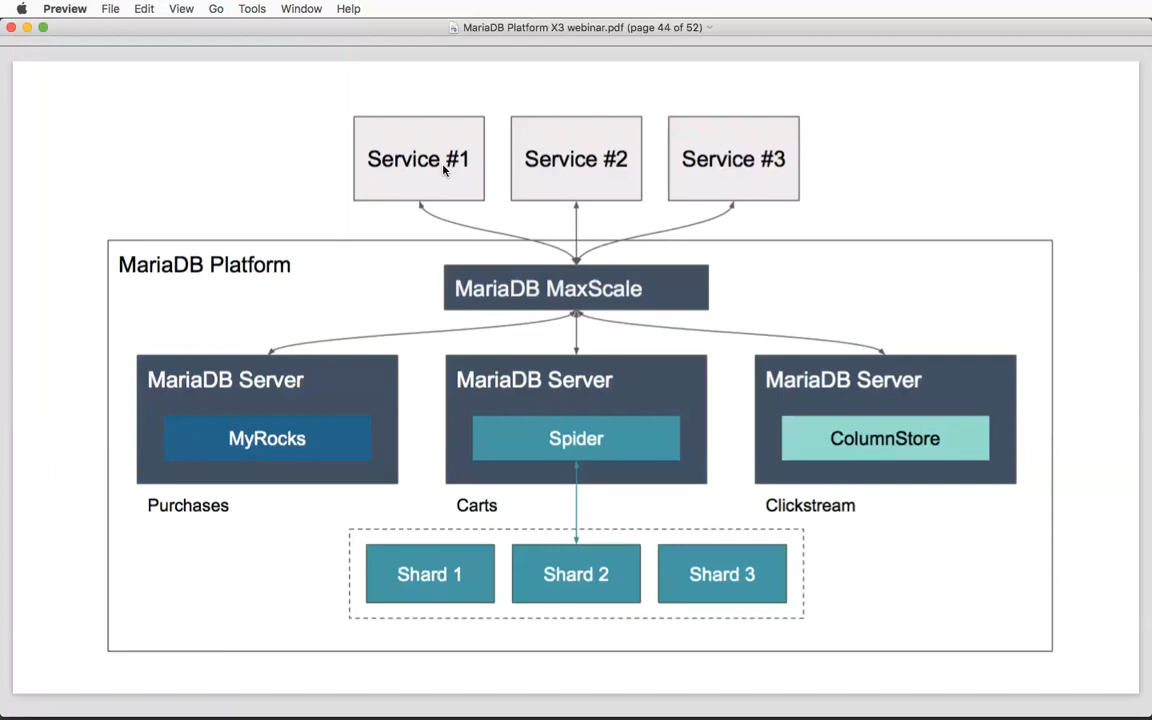 Preview File Edit View Go Tools Window Help
MariaDB Platform X3 webinar.pdf (page 44 of 52)
Service #1 Service #2 Service #3
MariaDB Platform
MariaDB MaxScale
MariaDB Server MariaDB Server MariaDB Server
MyRocks Spider ColumnStore
Purchases Carts Clickstream
Shard 1 Shard 2 Shard 3